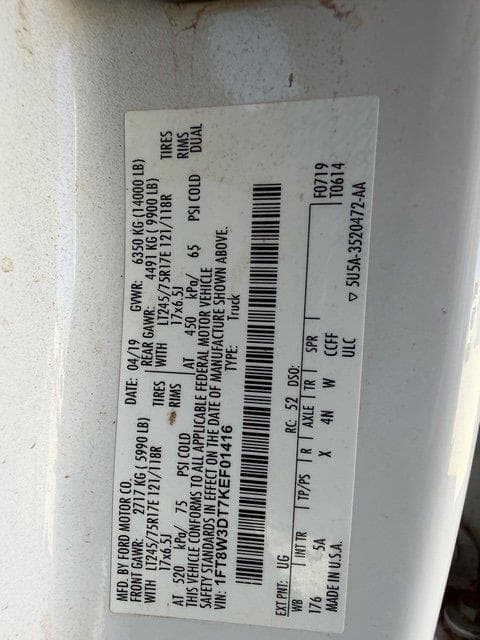 MFD. BY FORD MOTOR CO.
DATE: 04/19 GVWR: 6350 KG (14000 LB)
FRONT GAWR: 2717 KG ( 5990 LB) REAR GAWR: 4491 KG ( 9900 LB)
WITH LT245/75R17E 121/118R TIRES WITH LT245/75R17E 121/118R TIRES
17x6.5J RIMS 17x6.5J RIMS
AT 520 kPa/ 75 PSI COLD AT 450 kPa/ 65 PSI COLD DUAL
THIS VEHICLE CONFORMS TO ALL APPLICABLE FEDERAL MOTOR VEHICLE
SAFETY STANDARDS IN EFFECT ON THE DATE OF MANUFACTURE SHOWN ABOVE.
VIN: 1FT8W3DT7KEF01416 TYPE: Truck
EXT PNT: UG RC: 52 DSO: F0719
WB INT TR TP/PS R AXLE TR SPR T0614
176 5A X 4N W CCFF
MADE IN U.S.A. ULC
5U5A-3520472-AA